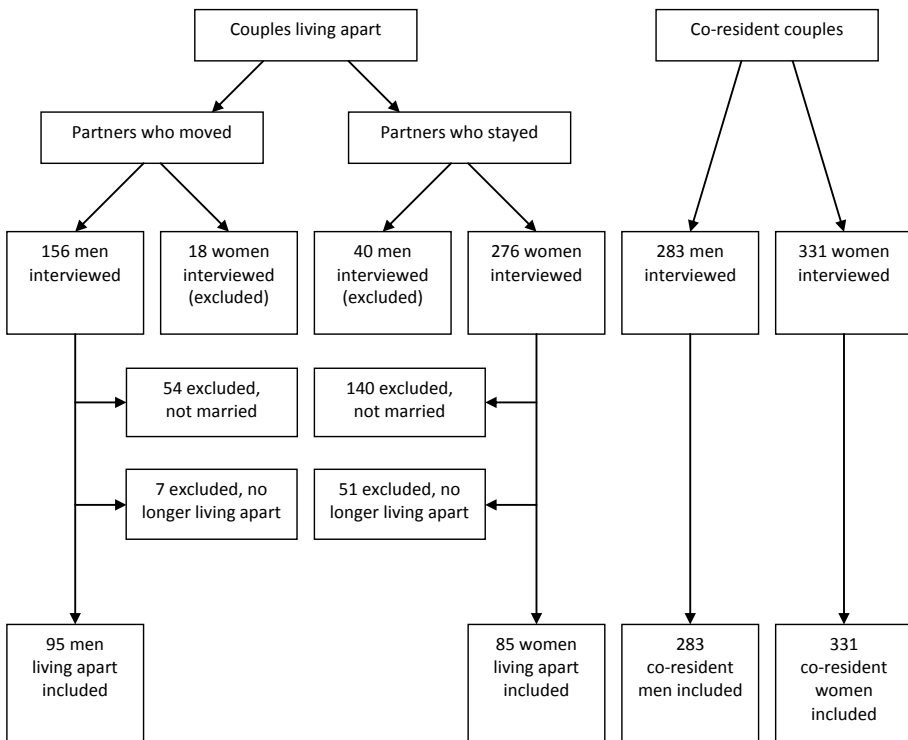 Couples living apart
Co-resident couples
Partners who moved
Partners who stayed
156 men
interviewed
18 women
interviewed
(excluded)
40 men
interviewed
(excluded)
276 women
interviewed
283 men
interviewed
331 women
interviewed
54 excluded,
not married
140 excluded,
not married
7 excluded, no
longer living apart
51 excluded, no
longer living apart
95 men
living apart
included
85 women
living apart
included
283
co-resident
men included
331
co-resident
women
included